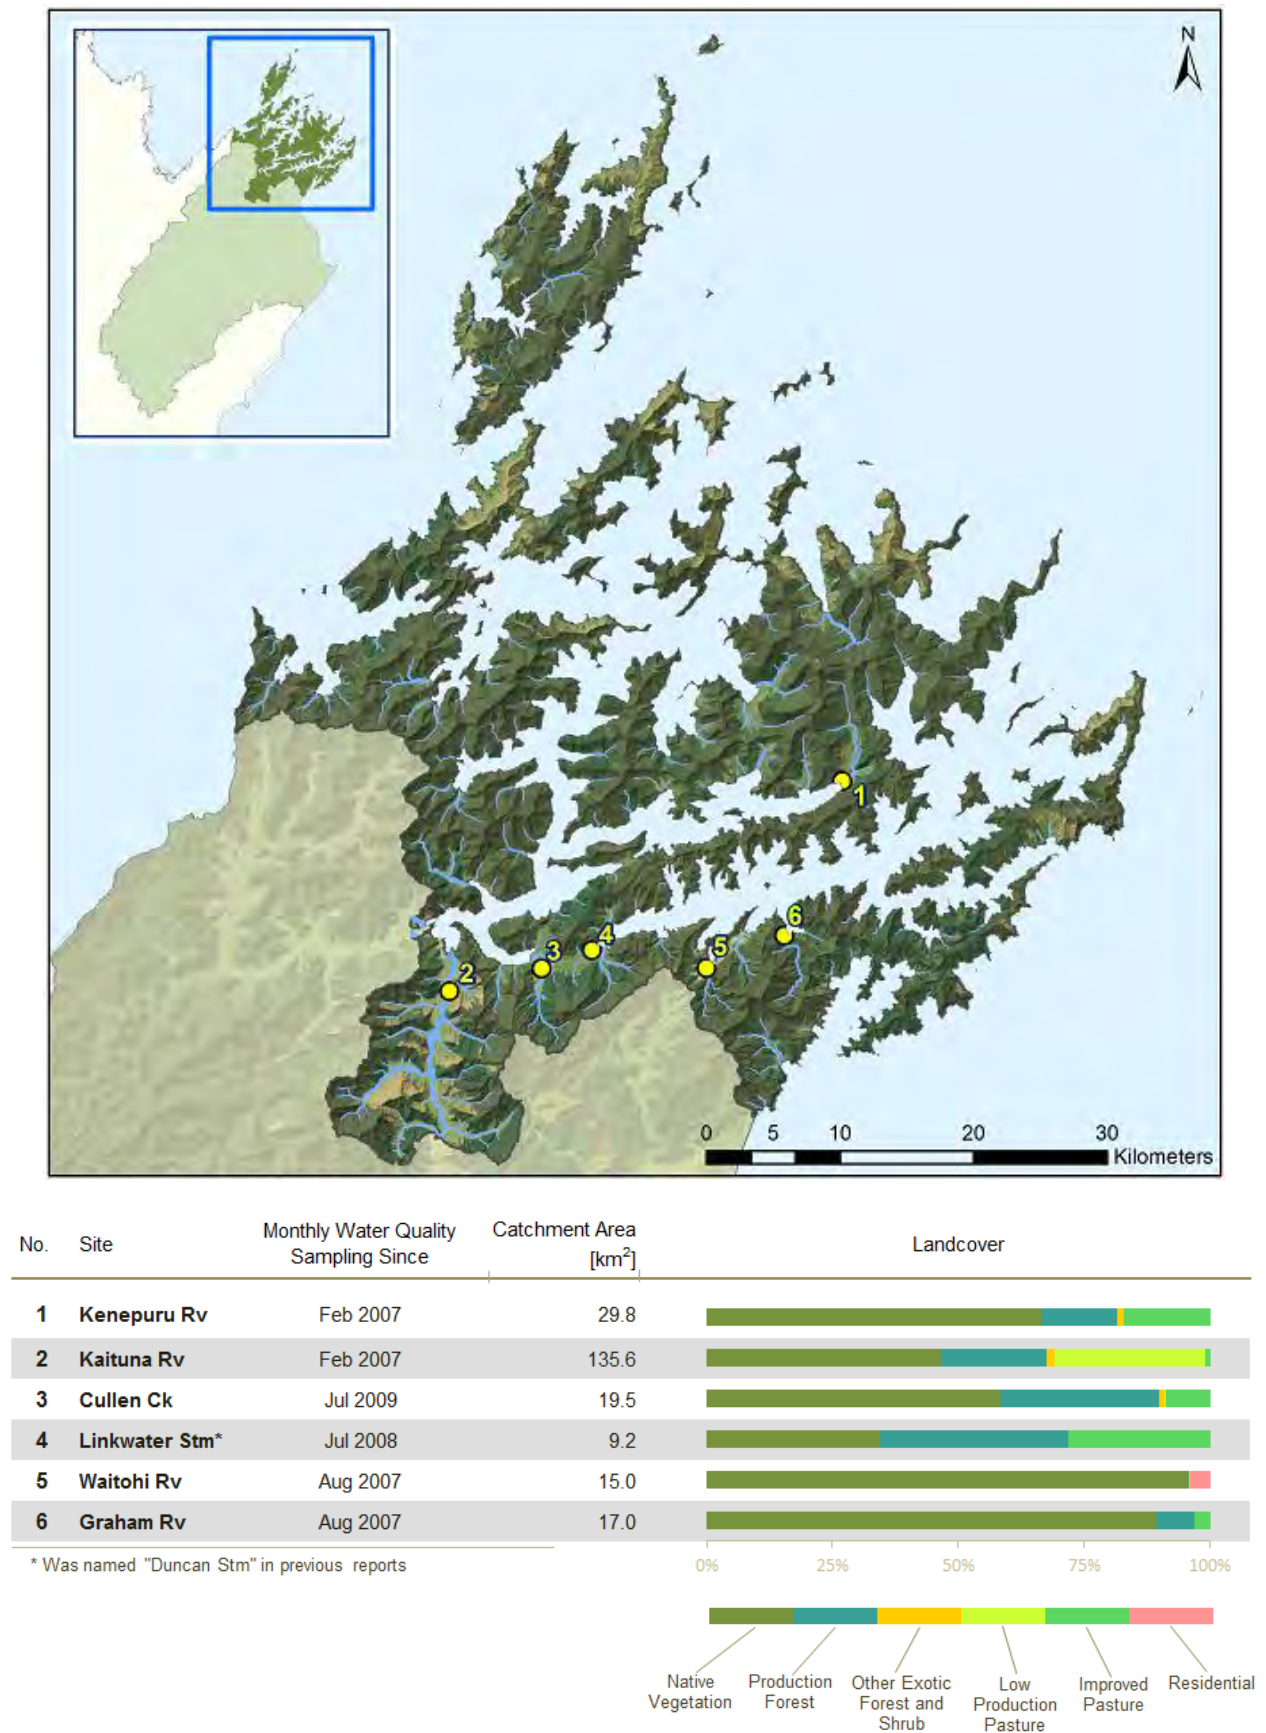 N
1
2
3
4
5
6
0 5 10 20 30
Kilometers
No. Site Monthly Water Quality Sampling Since Catchment Area [km²] Landcover
1 Kenepuru Rv Feb 2007 29.8
2 Kaituna Rv Feb 2007 135.6
3 Cullen Ck Jul 2009 19.5
4 Linkwater Stm* Jul 2008 9.2
5 Waitohi Rv Aug 2007 15.0
6 Graham Rv Aug 2007 17.0
* Was named "Duncan Stm" in previous reports
0% 25% 50% 75% 100%
Native Vegetation
Production Forest
Other Exotic Forest and Shrub
Low Production Pasture
Improved Pasture
Residential